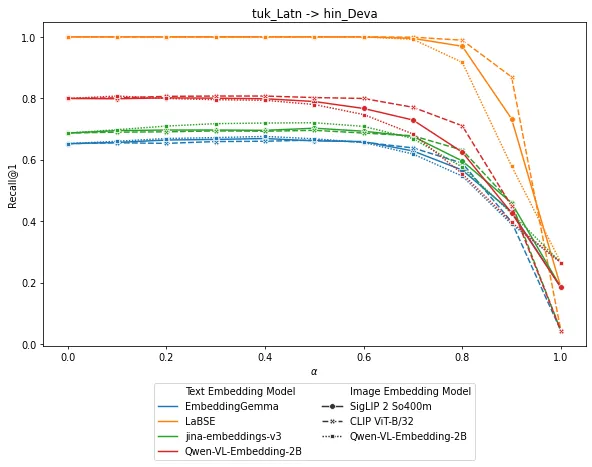 tuk_Latn -> hin_Deva
Recall@1
1.0
0.8
0.6
0.4
0.2
0.0
0.0 0.2 0.4 0.6 0.8 1.0
α
Text Embedding Model Image Embedding Model
EmbeddingGemma SigLIP 2 So400m
LaBSE CLIP ViT-B/32
jina-embeddings-v3 Qwen-VL-Embedding-2B
Qwen-VL-Embedding-2B